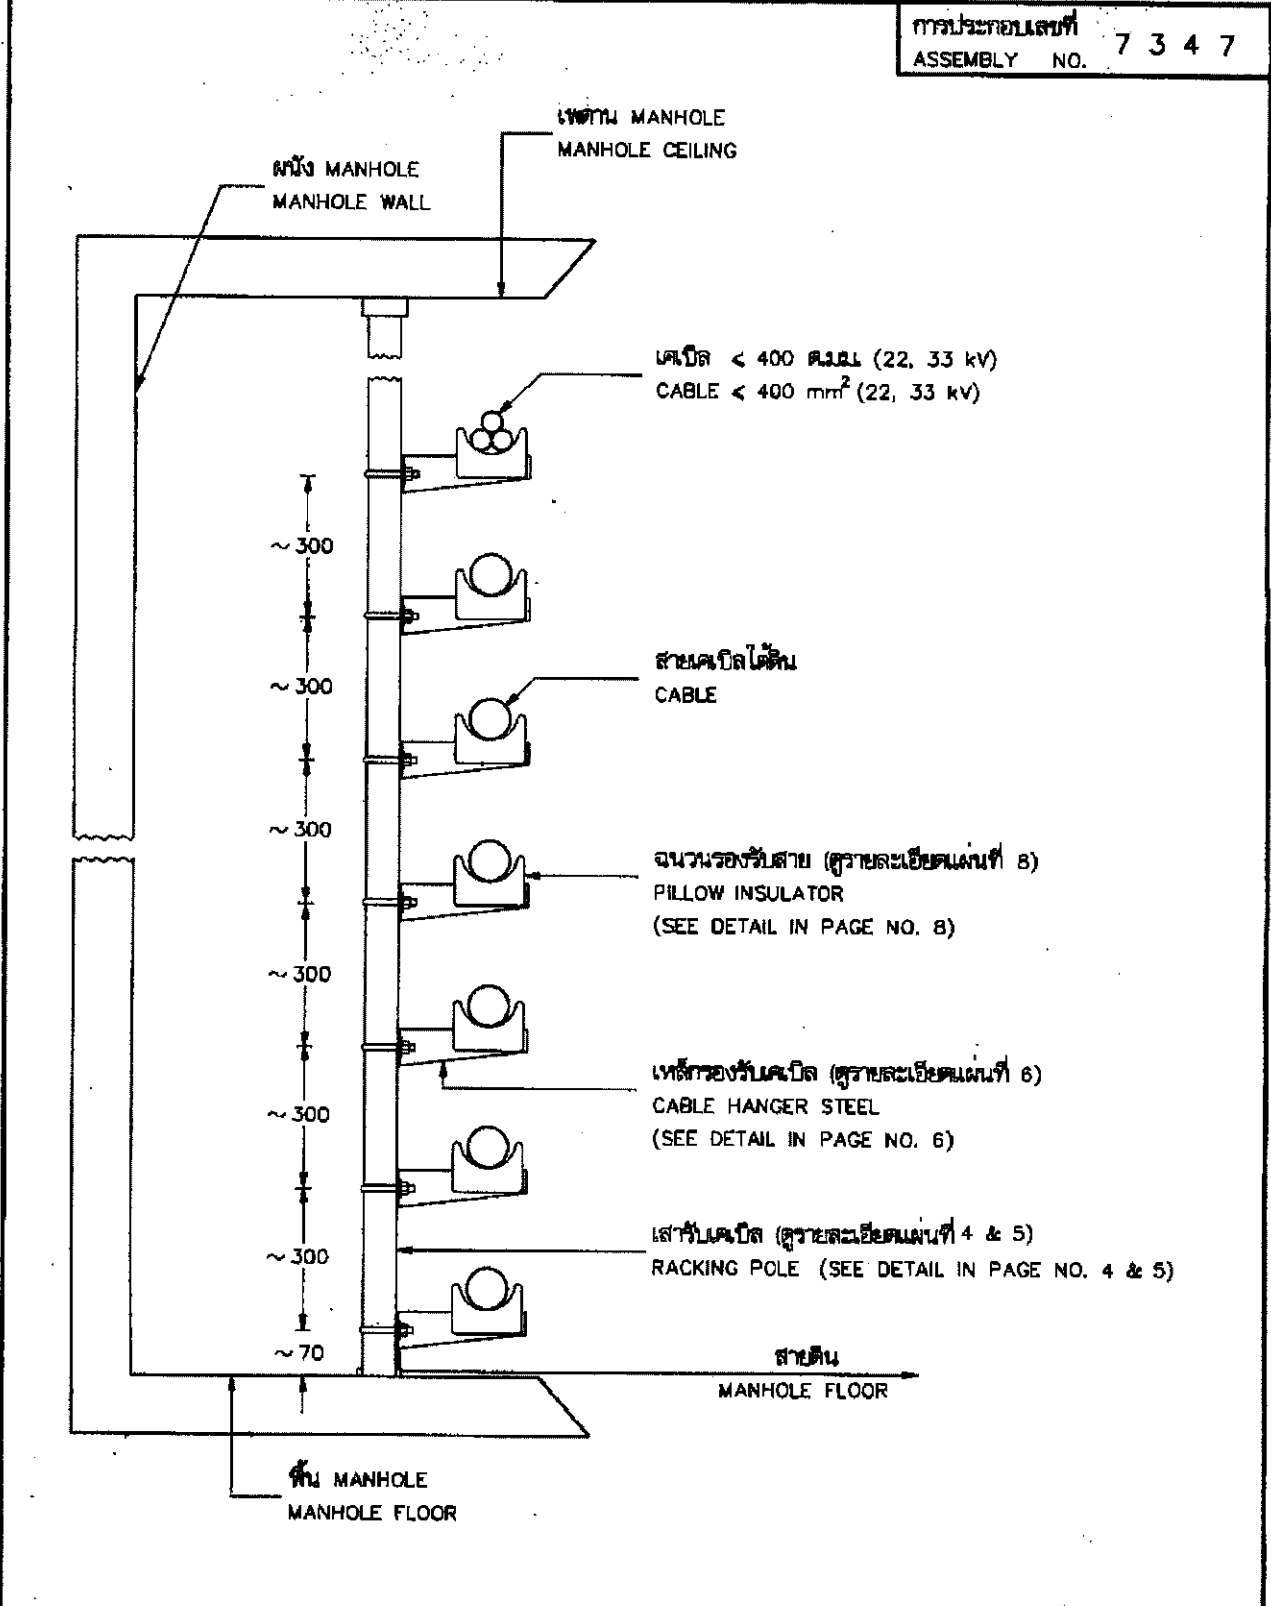 การประกอบเลขที่
ASSEMBLY NO. 7 3 4 7
เพดาน MANHOLE
MANHOLE CEILING
ผนัง MANHOLE
MANHOLE WALL
เคเบิล < 400 ต.มม. (22, 33 kV)
CABLE < 400 mm² (22, 33 kV)
~ 300
~ 300
สายเคเบิลใต้ดิน
CABLE
~ 300
ฉนวนรองรับสาย (ดูรายละเอียดแผ่นที่ 8)
PILLOW INSULATOR
(SEE DETAIL IN PAGE NO. 8)
~ 300
เหล็กรองรับเคเบิล (ดูรายละเอียดแผ่นที่ 6)
CABLE HANGER STEEL
(SEE DETAIL IN PAGE NO. 6)
~ 300
เสารับเคเบิล (ดูรายละเอียดแผ่นที่ 4 & 5)
RACKING POLE (SEE DETAIL IN PAGE NO. 4 & 5)
~ 300
~ 70
สายดิน
MANHOLE FLOOR
พื้น MANHOLE
MANHOLE FLOOR